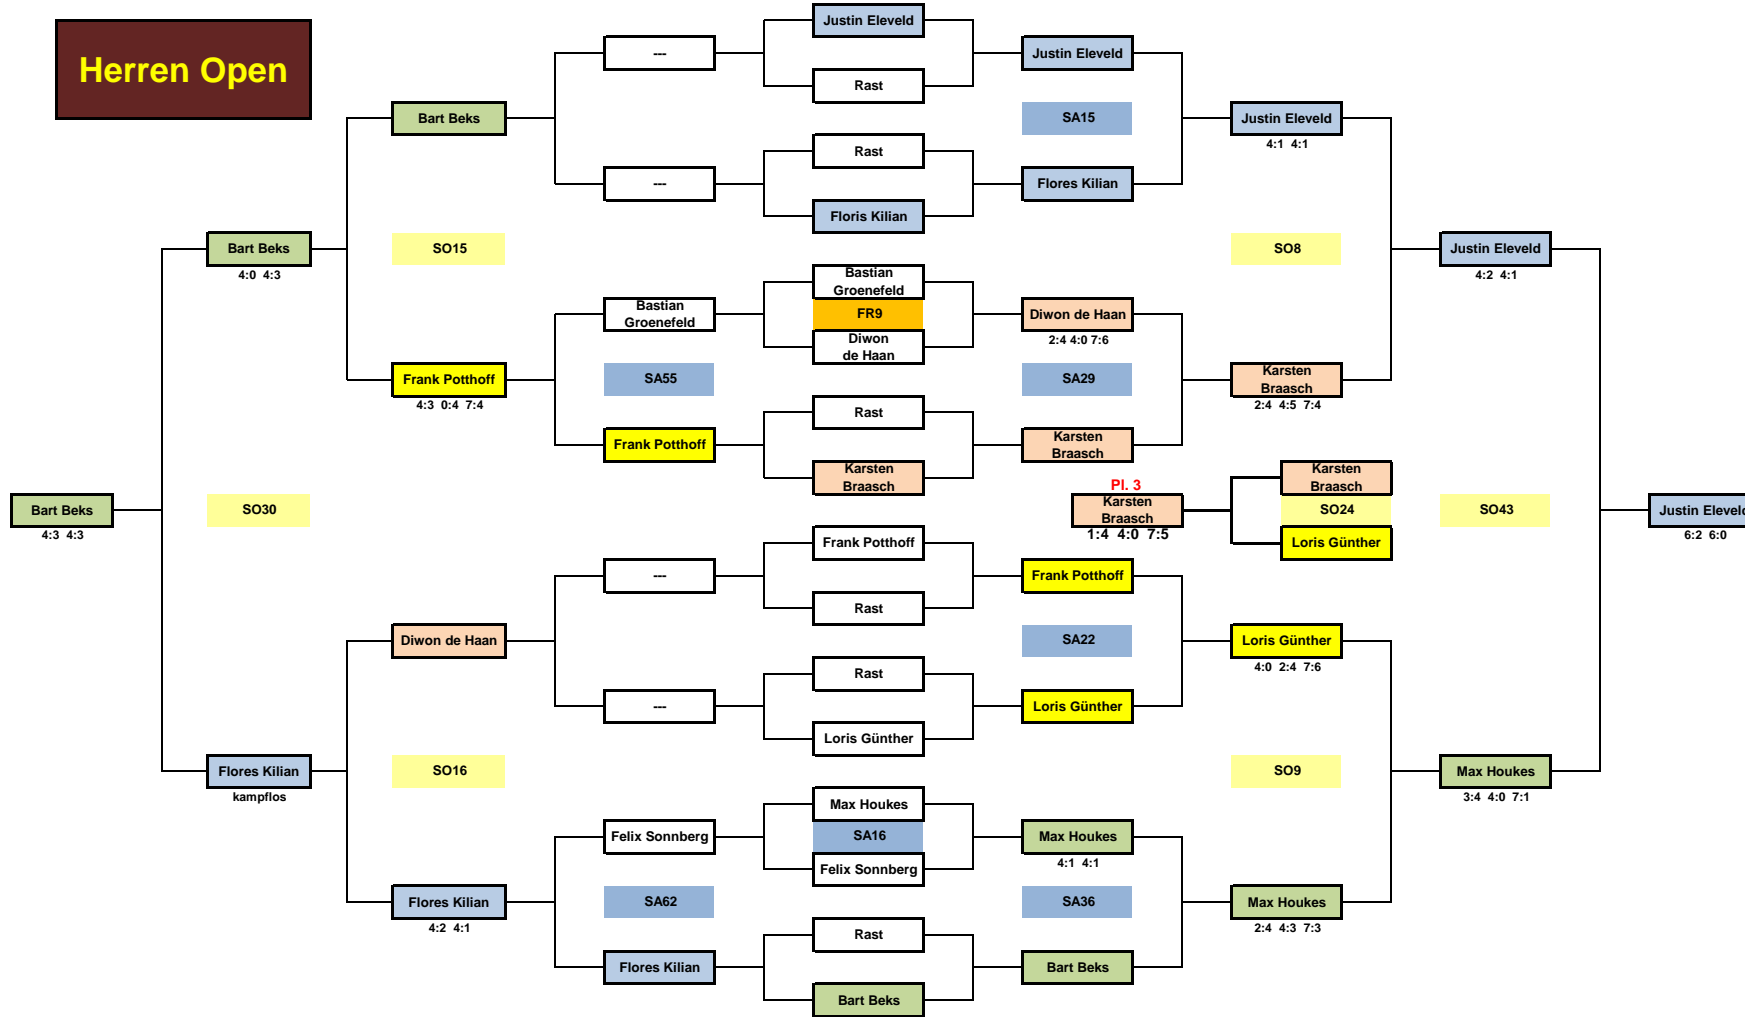 Herren Open
Justin Eleveld
---
Justin Eleveld
Rast
Bart Beks
SA15
Justin Eleveld
4:1 4:1
Rast
---
Flores Kilian
Floris Kilian
Bart Beks
4:0 4:3
SO15
SO8
Justin Eleveld
4:2 4:1
Bastian
Groenefeld
Bastian
Groenefeld
FR9
Diwon de Haan
2:4 4:0 7:6
Diwon
de Haan
Frank Potthoff
4:3 0:4 7:4
SA55
SA29
Karsten
Braasch
2:4 4:5 7:4
Rast
Frank Potthoff
Karsten
Braasch
Karsten
Braasch
Pl. 3
Karsten
Braasch
1:4 4:0 7:5
Karsten
Braasch
SO24
Loris Günther
Bart Beks
4:3 4:3
SO30
SO43
Justin Eleveld
6:2 6:0
Frank Potthoff
---
Frank Potthoff
Rast
Diwon de Haan
SA22
Loris Günther
4:0 2:4 7:6
Rast
---
Loris Günther
Loris Günther
Flores Kilian
kampflos
SO16
SO9
Max Houkes
3:4 4:0 7:1
Max Houkes
Felix Sonnberg
SA16
Max Houkes
4:1 4:1
Felix Sonnberg
Flores Kilian
4:2 4:1
SA62
SA36
Max Houkes
2:4 4:3 7:3
Rast
Flores Kilian
Bart Beks
Bart Beks